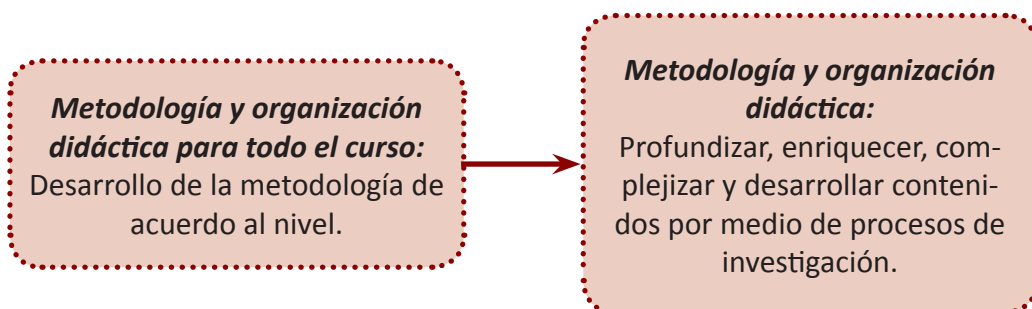 Metodología y organización
didáctica para todo el curso:
Desarrollo de la metodología de
acuerdo al nivel.
Metodología y organización
didáctica:
Profundizar, enriquecer, com-
plejizar y desarrollar conteni-
dos por medio de procesos de
investigación.